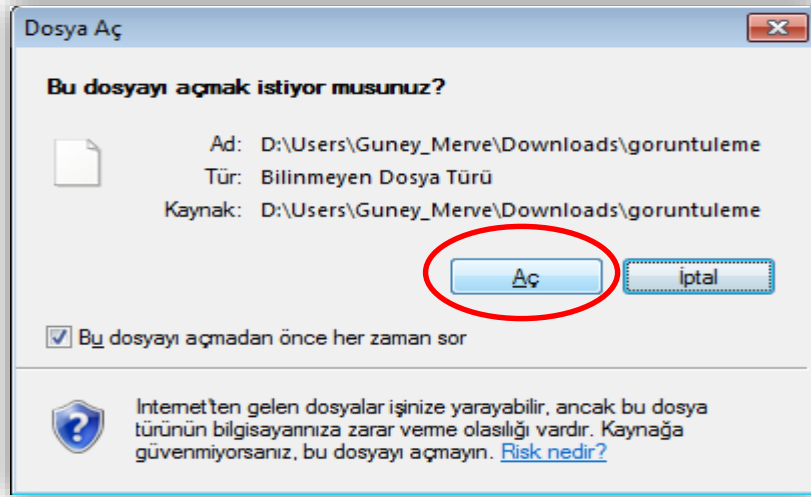 Dosya Aç
Bu dosyayı açmak istiyor musunuz?
Ad: D:\Users\Guney_Merve\Downloads\goruntuleme
Tür: Bilinmeyen Dosya Türü
Kaynak: D:\Users\Guney_Merve\Downloads\goruntuleme
Aç İptal
Bu dosyayı açmadan önce her zaman sor
Internet'ten gelen dosyalar işinize yarayabilir, ancak bu dosya
türünün bilgisayarınıza zarar verme olasılığı vardır. Kaynağa
güvenmiyorsanız, bu dosyayı açmayın. Risk nedir?